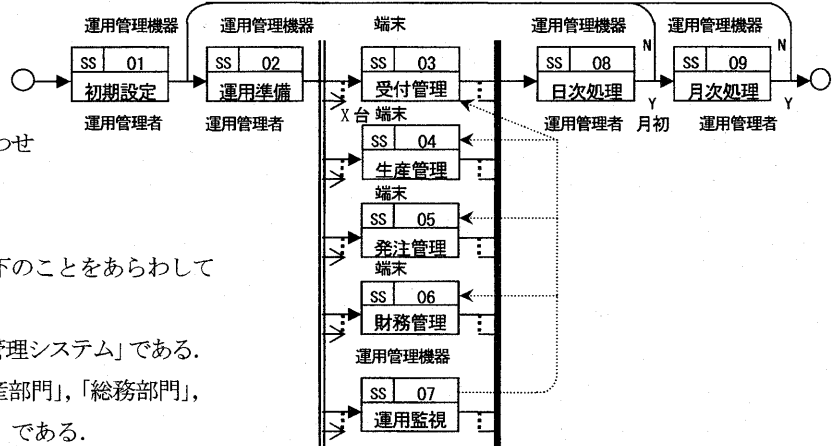 運用管理機器 運用管理機器 端末 運用管理機器 運用管理機器
N N
SS 01 SS 02 SS 03 SS 08 SS 09
初期設定 運用準備 受付管理 日次処理 月次処理
Y Y
運用管理者 運用管理者 X台 端末 運用管理者 月初 運用管理者
わせ
SS 04
生産管理
端末
SS 05
発注管理
下のことをあらわして
端末
SS 06
財務管理
管理システム」である.
運用管理機器
産部門」,「総務部門」,
SS 07
運用監視
である.